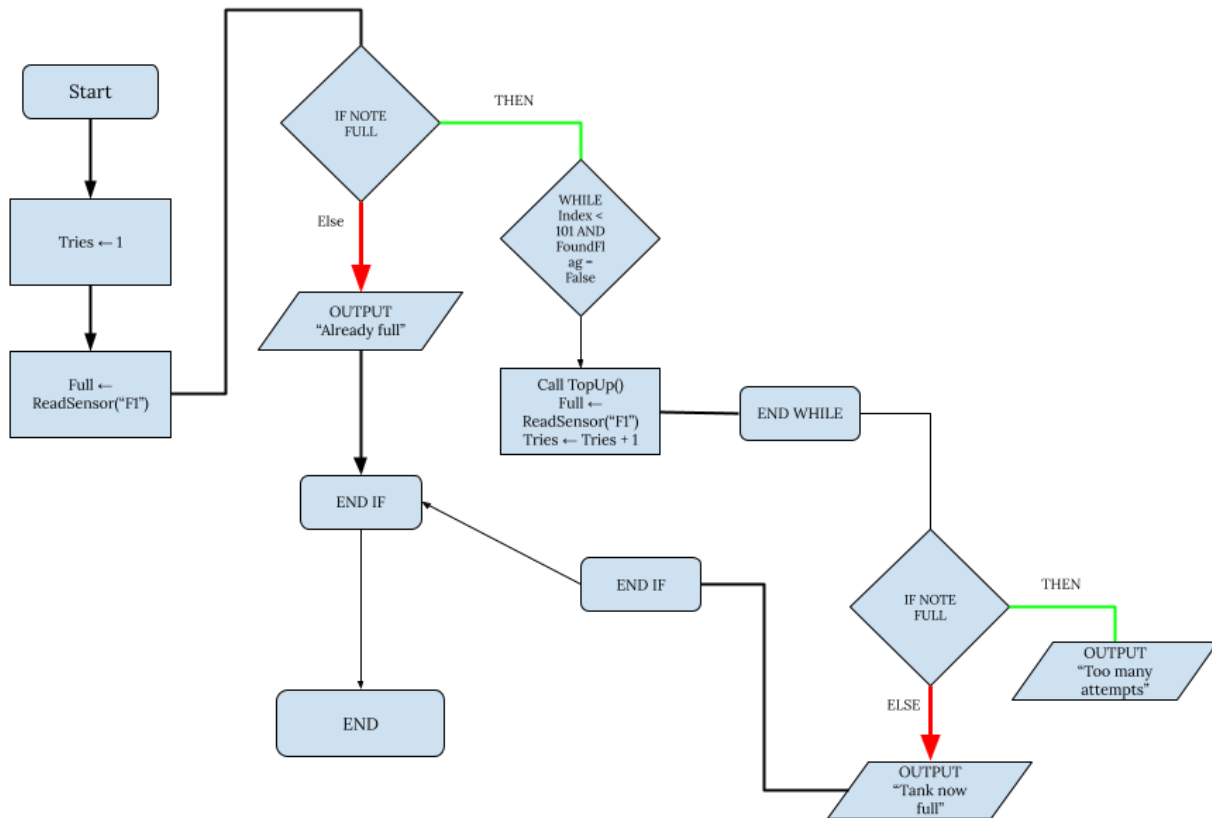 Start
Tries ← 1
Full ←
ReadSensor(“F1”)
IF NOTE
FULL
THEN
Else
OUTPUT
“Already full”
WHILE
Index <
101 AND
FoundFl
ag =
False
Call TopUp()
Full ←
ReadSensor(“F1”)
Tries ← Tries + 1
END WHILE
IF NOTE
FULL
THEN
OUTPUT
“Too many
attempts”
ELSE
OUTPUT
“Tank now
full”
END IF
END IF
END